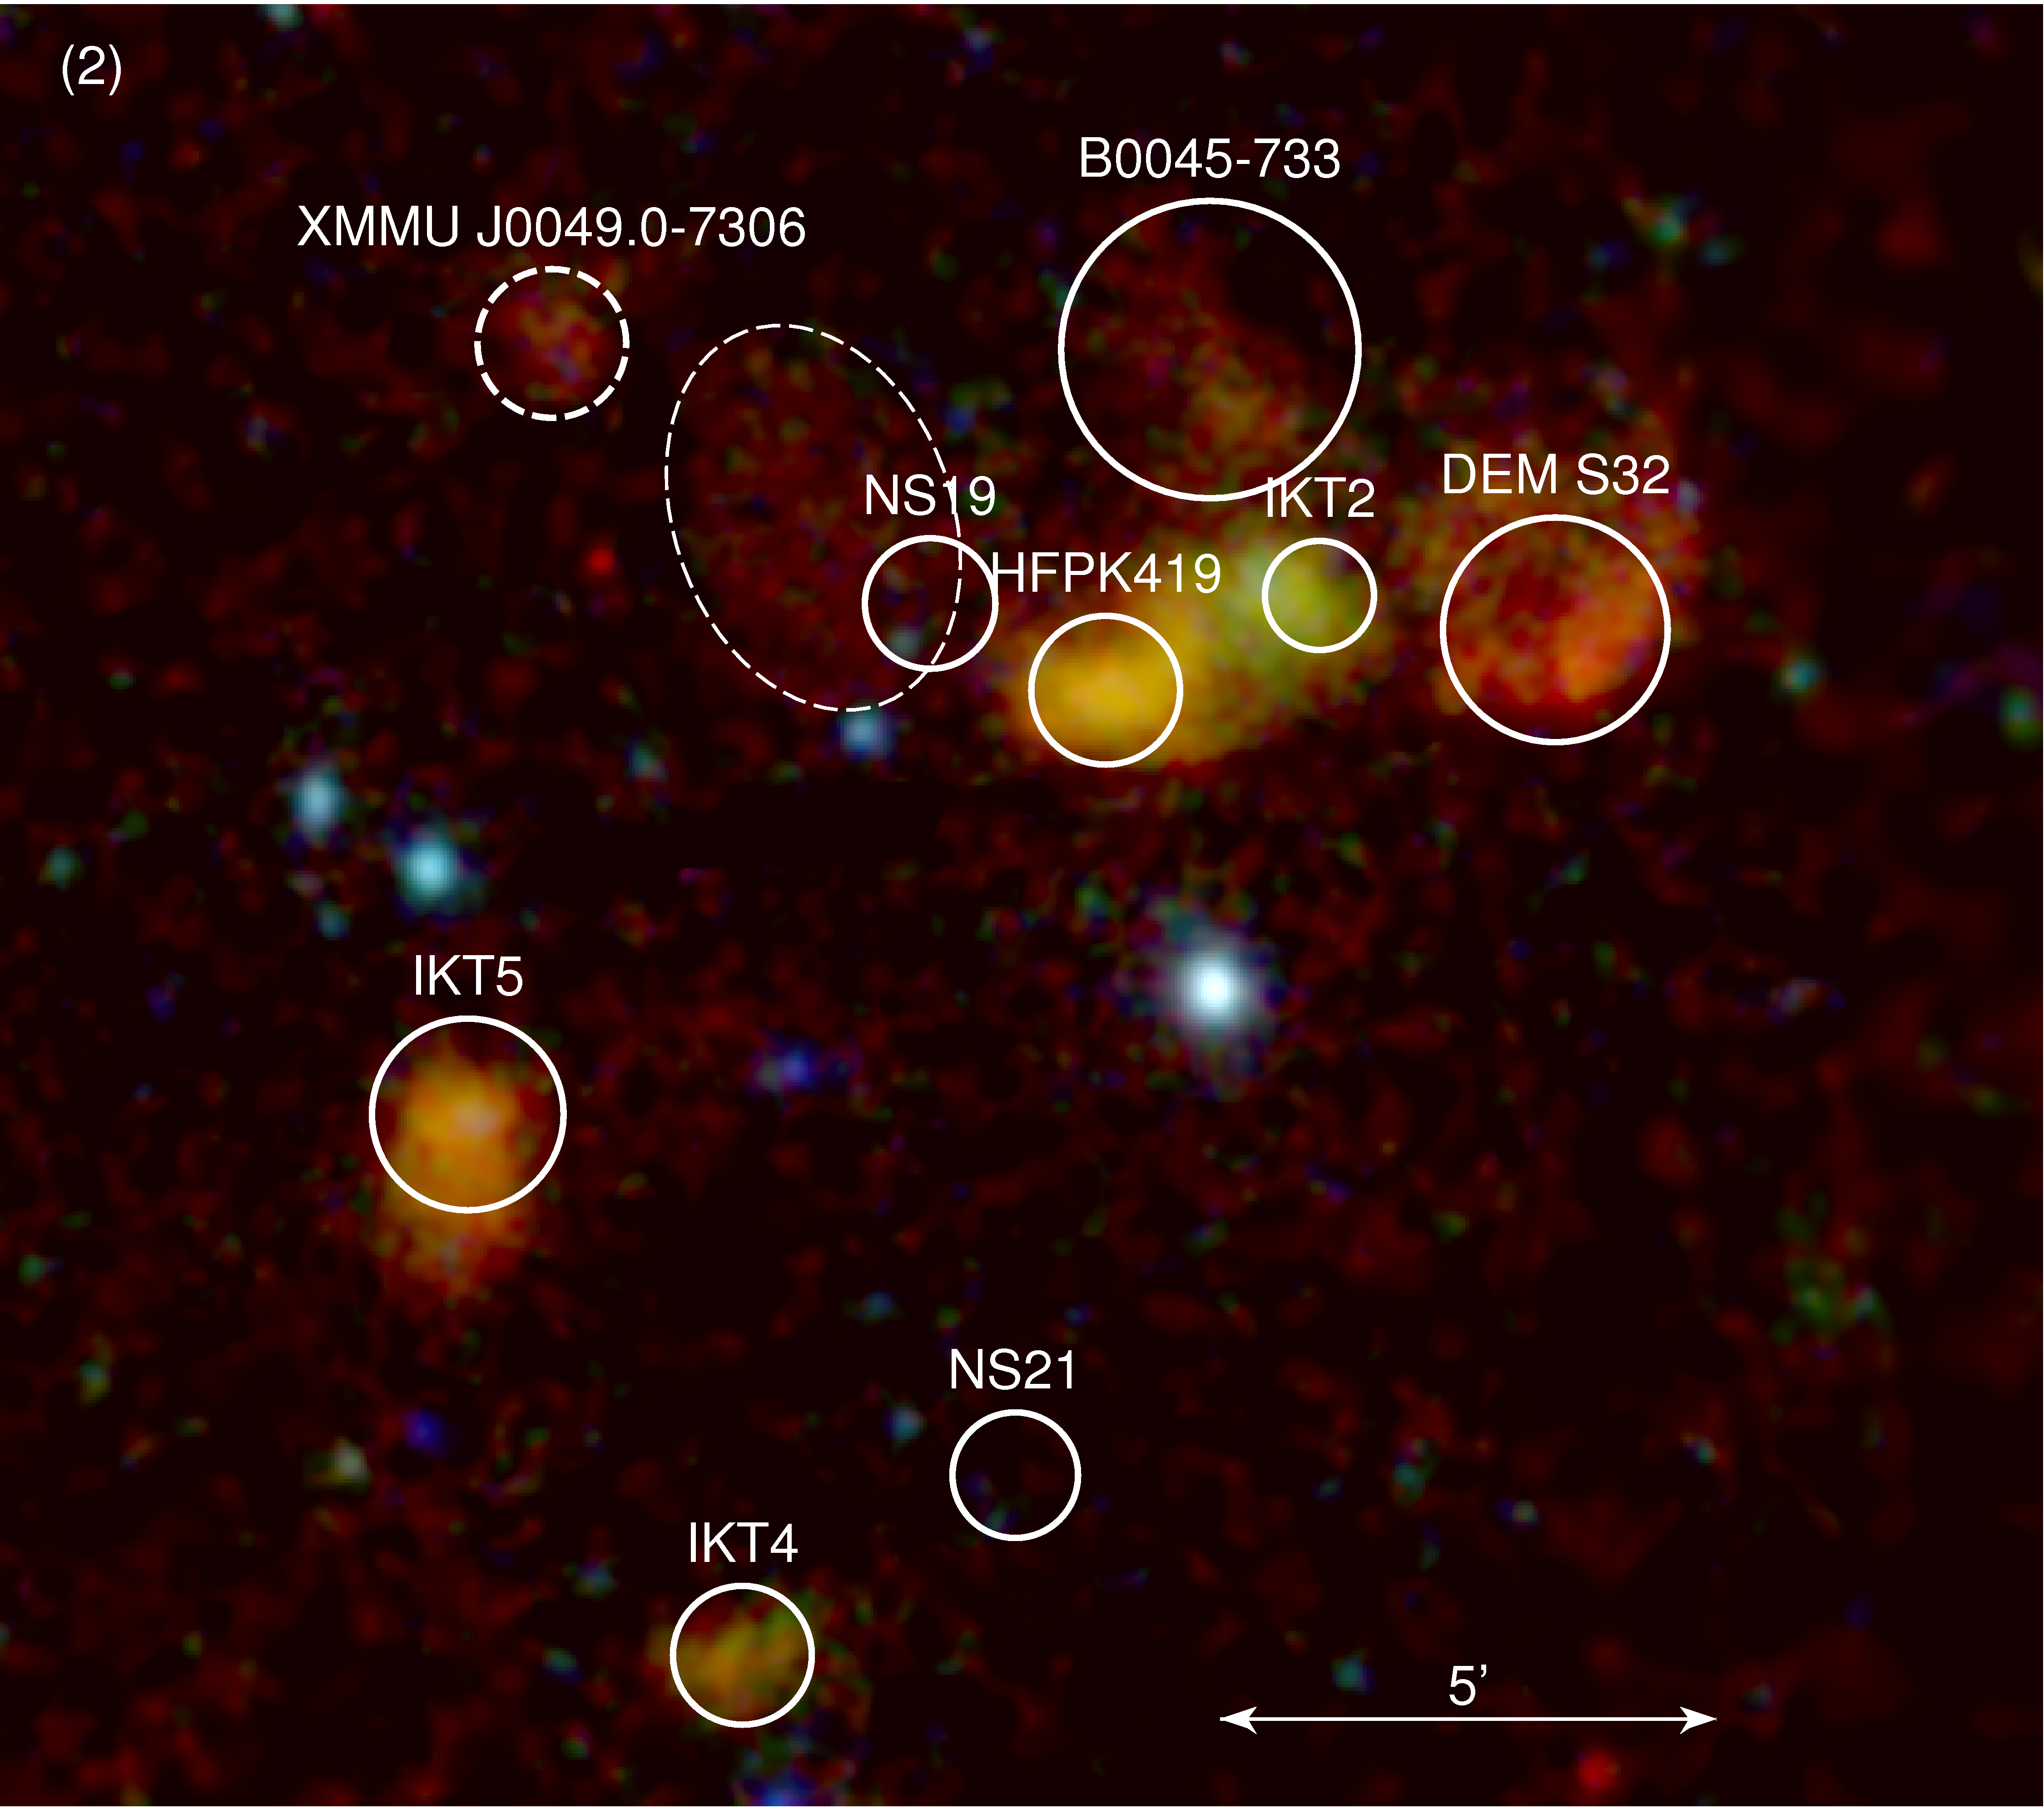 (2)
B0045-733
XMMU J0049.0-7306
DEM S32
NS19
IKT2
HFPK419
IKT5
NS21
IKT4
5’